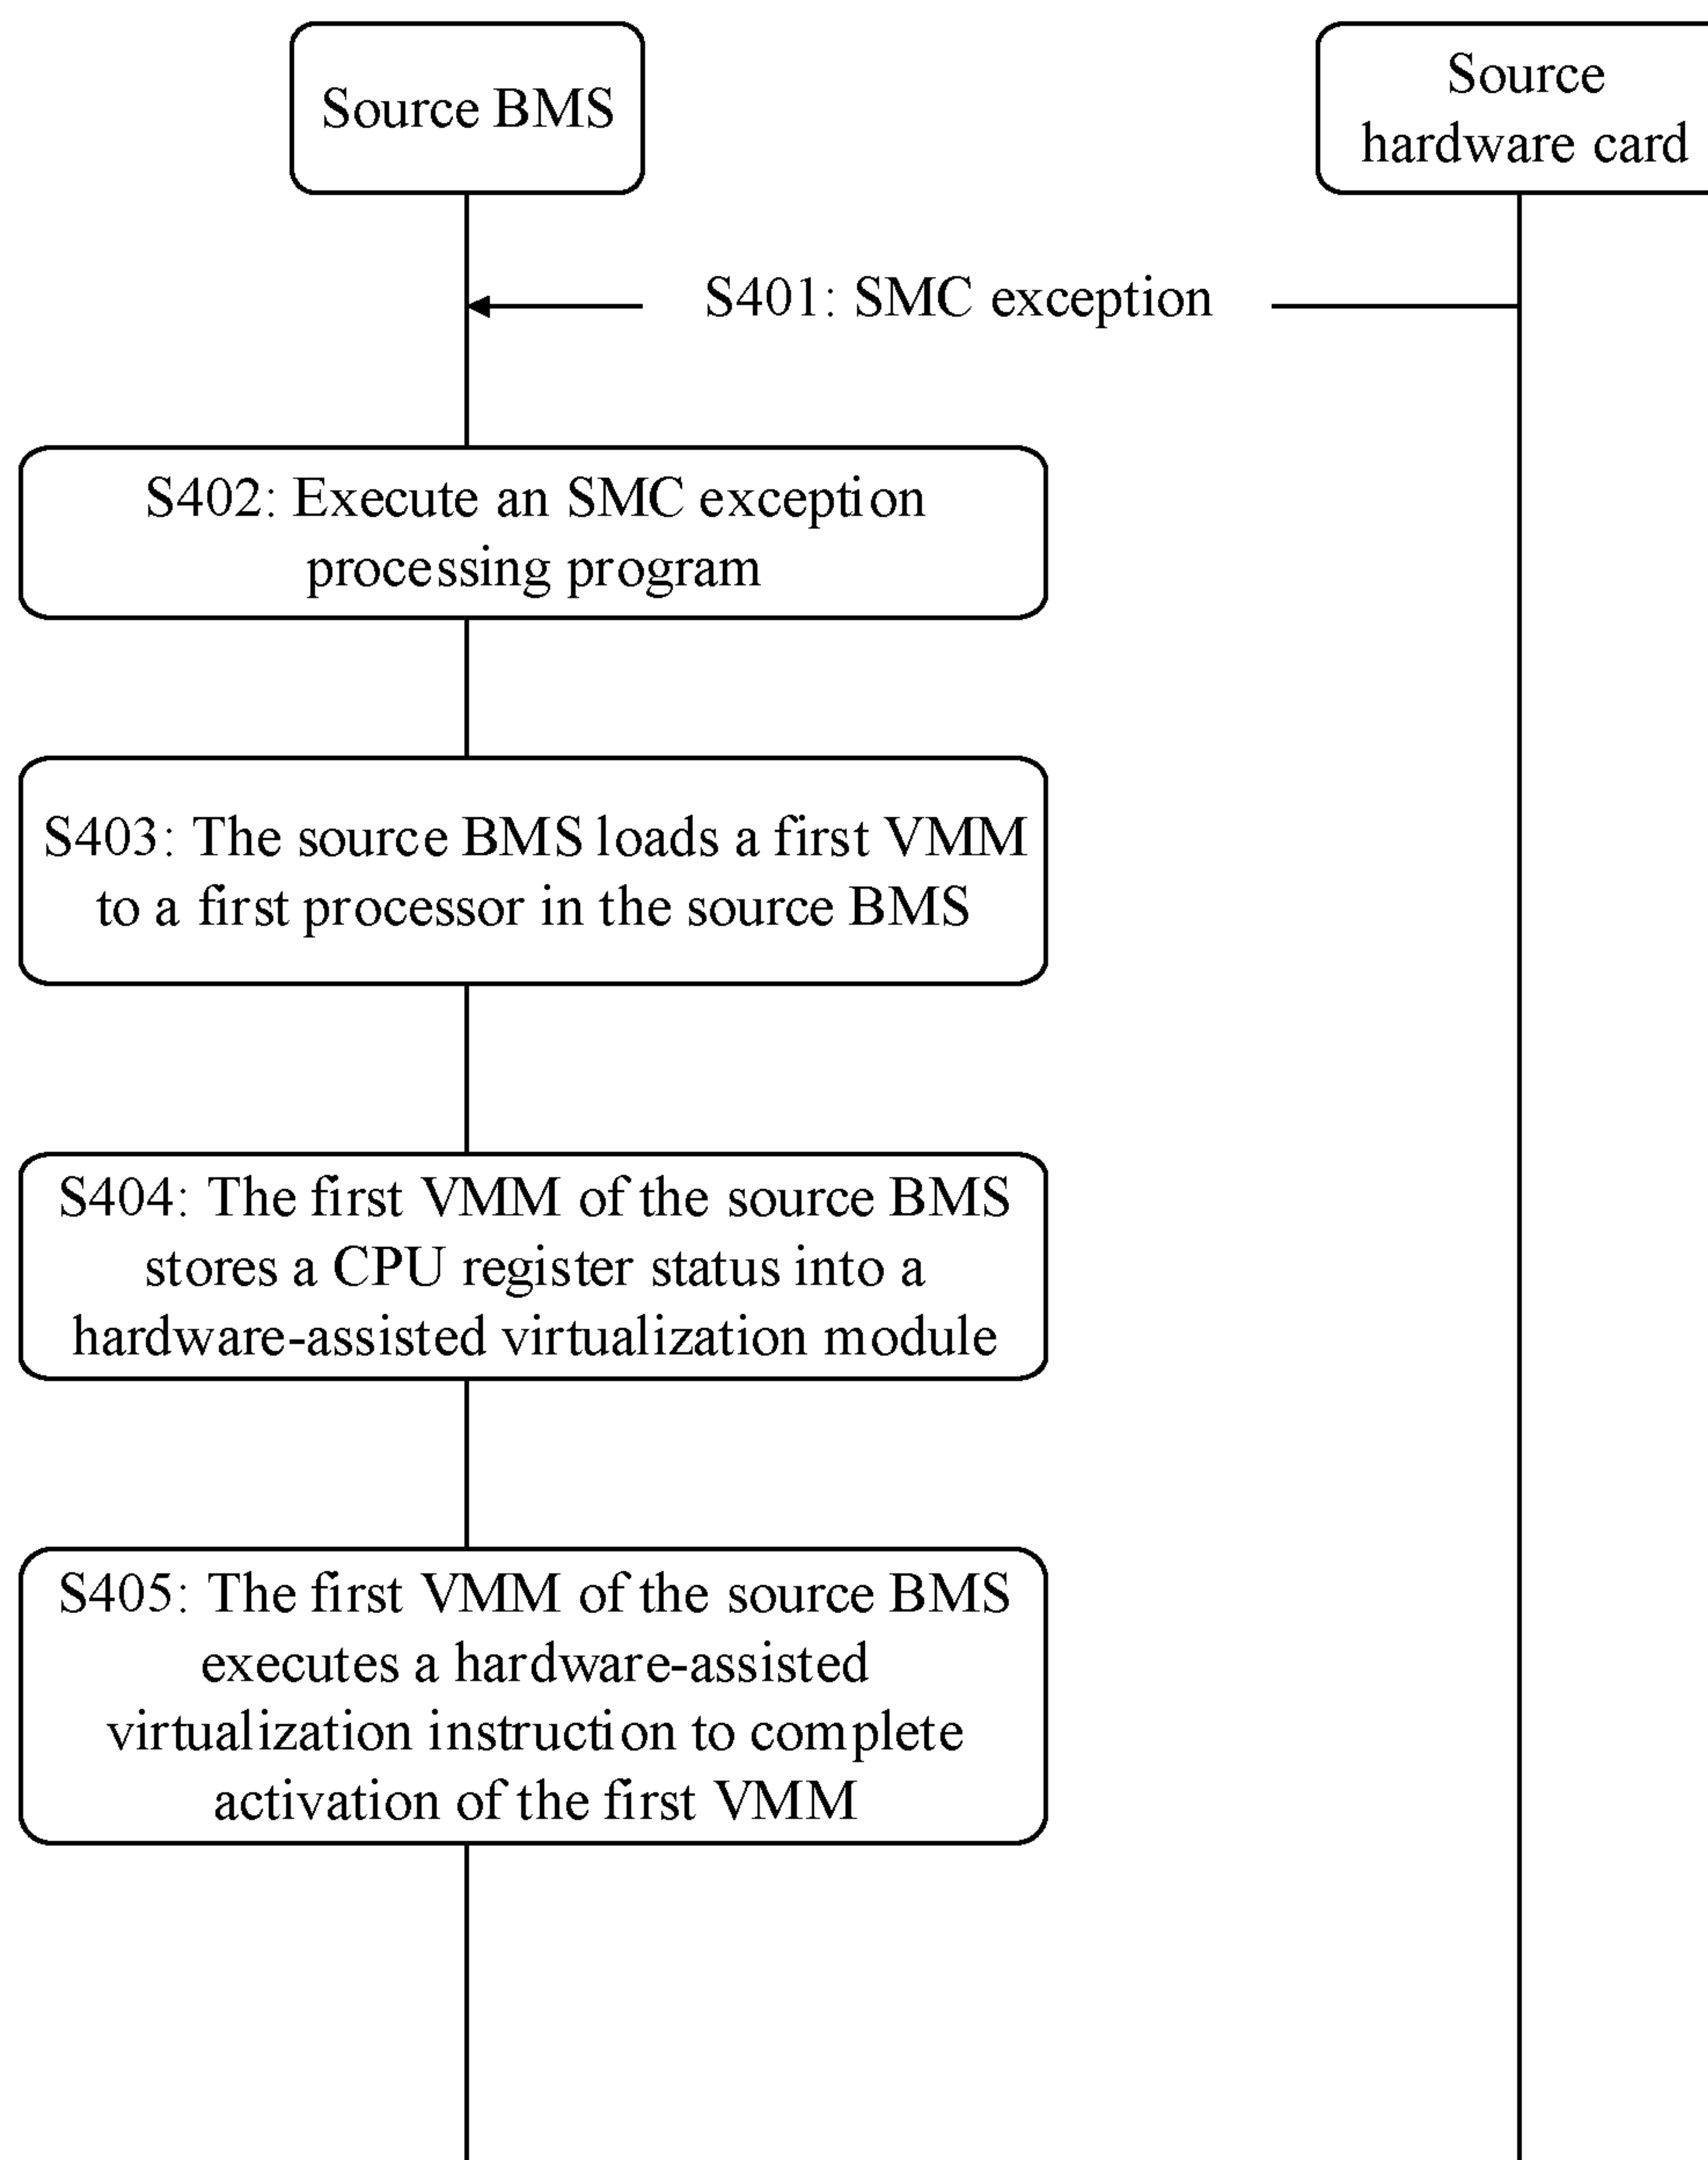 Source BMS
Source
hardware card
S401: SMC exception
S402: Execute an SMC exception
processing program
S403: The source BMS loads a first VMM
to a first processor in the source BMS
S404: The first VMM of the source BMS
stores a CPU register status into a
hardware-assisted virtualization module
S405: The first VMM of the source BMS
executes a hardware-assisted
virtualization instruction to complete
activation of the first VMM